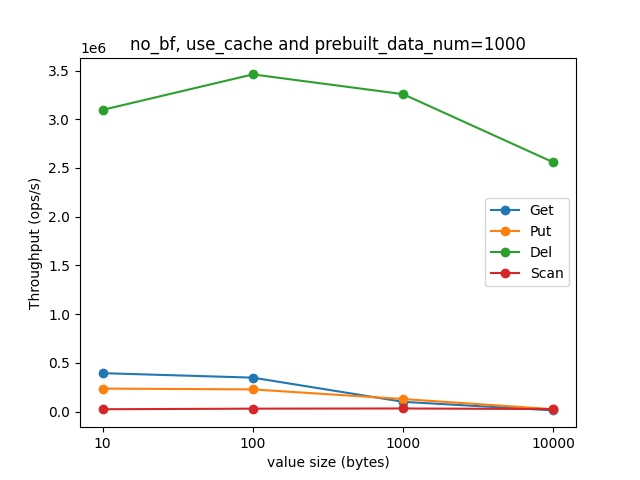 no_bf, use_cache and prebuilt_data_num=1000
1e6
3.5
3.0
2.5
2.0
1.5
1.0
0.5
0.0
Throughput (ops/s)
Get
Put
Del
Scan
10 100 1000 10000
value size (bytes)